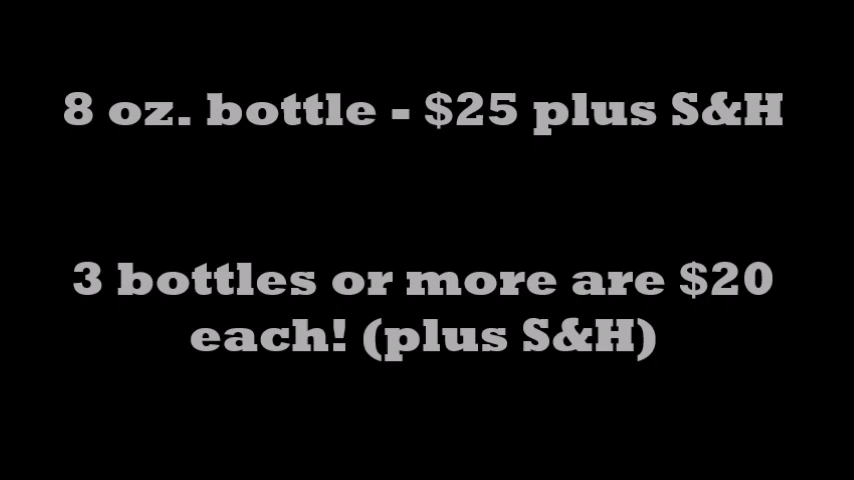 8 oz. bottle - $25 plus S&H
3 bottles or more are $20
each! (plus S&H)